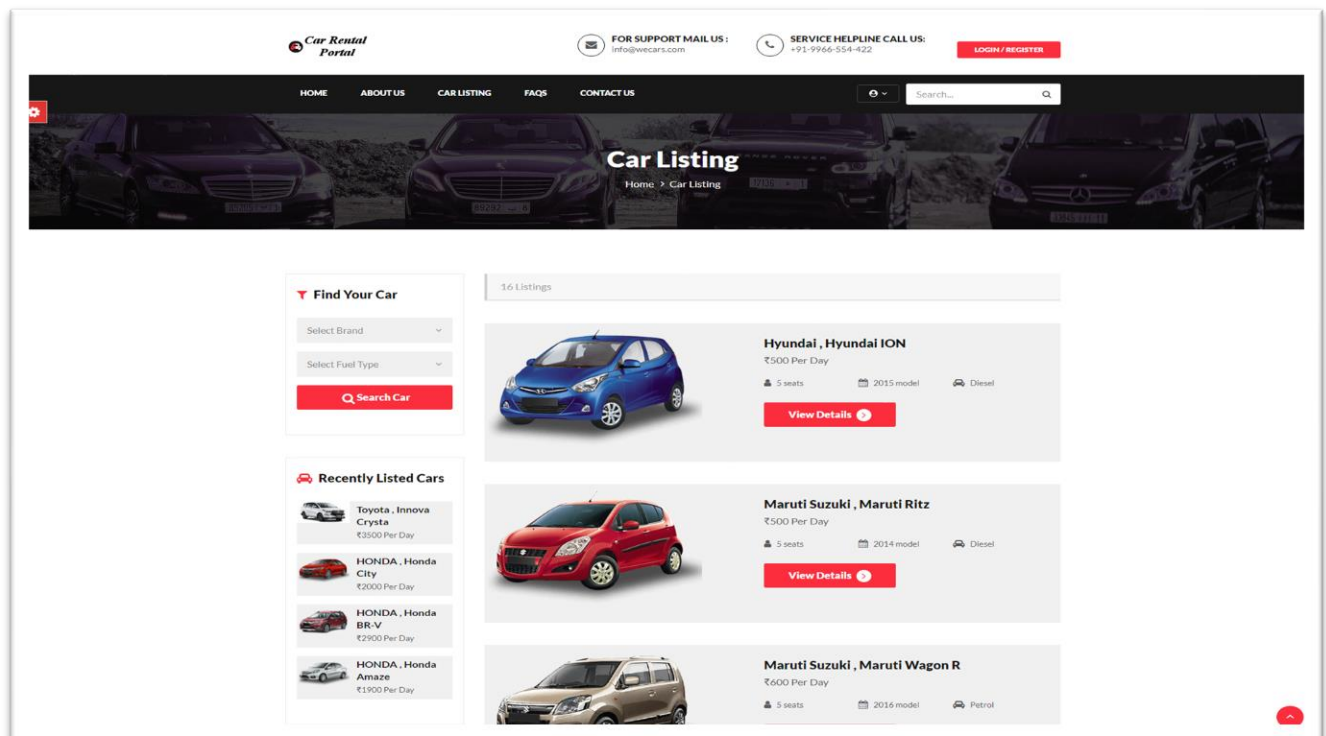 Car Rental
Portal
FOR SUPPORT MAIL US :
info@wecars.com
SERVICE HELPLINE CALL US:
+91-9966-554-422
LOGIN / REGISTER
HOME ABOUT US CAR LISTING FAQS CONTACT US
Search...
Car Listing
Home > Car Listing
Find Your Car
Select Brand
Select Fuel Type
Search Car
Recently Listed Cars
Toyota , Innova
Crysta
₹3500 Per Day
HONDA , Honda
City
₹2000 Per Day
HONDA , Honda
BR-V
₹2900 Per Day
HONDA , Honda
Amaze
₹1900 Per Day
16 Listings
Hyundai , Hyundai ION
₹500 Per Day
5 seats 2015 model Diesel
View Details
Maruti Suzuki , Maruti Ritz
₹500 Per Day
5 seats 2014 model Diesel
View Details
Maruti Suzuki , Maruti Wagon R
₹600 Per Day
5 seats 2016 model Petrol